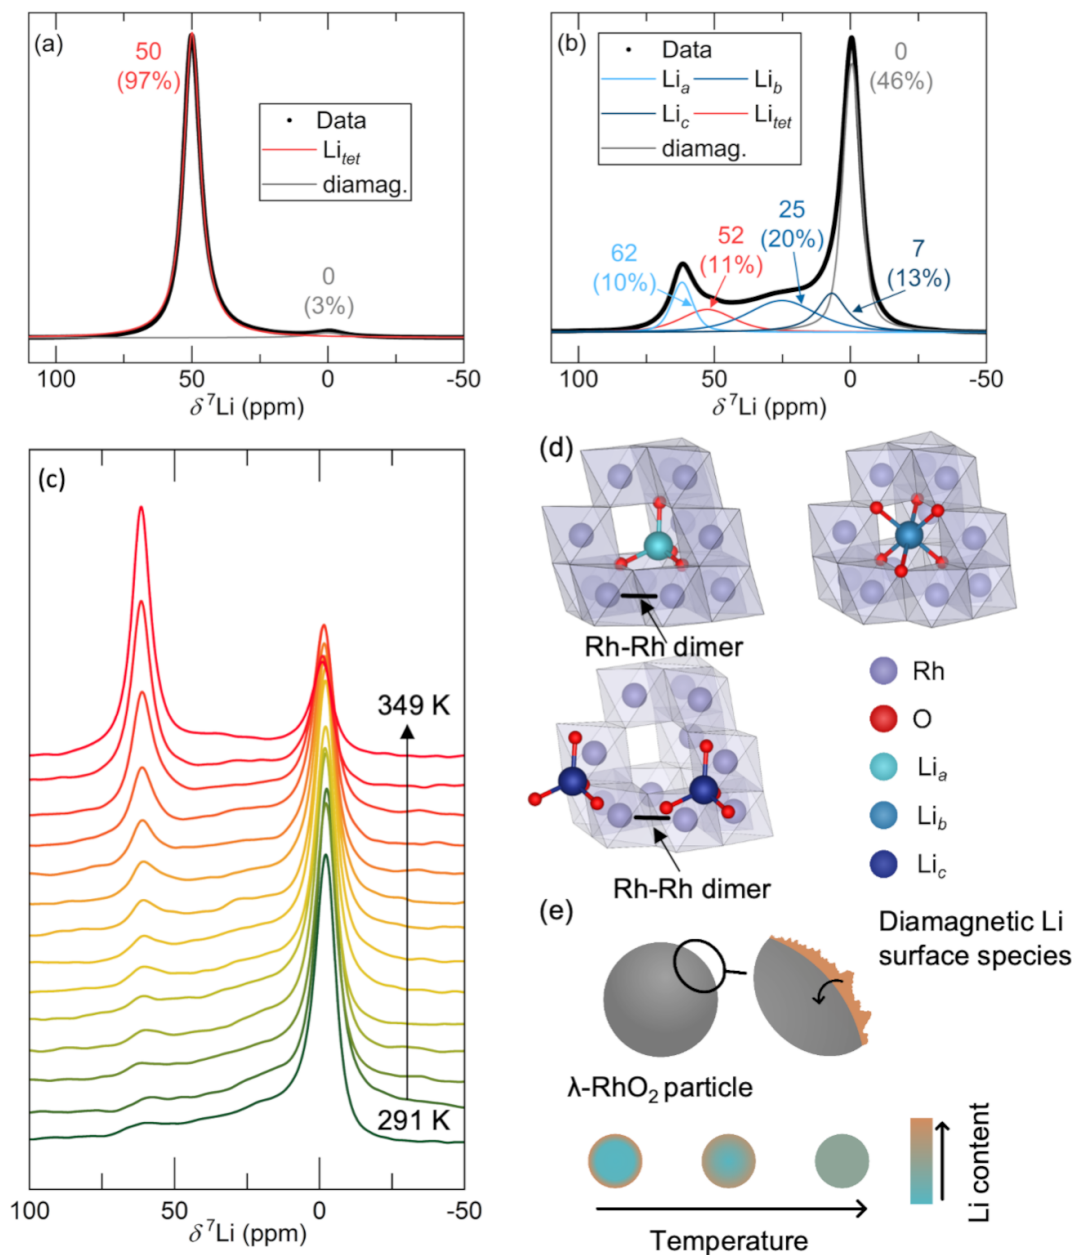 (a)
50
(97%)
Data
Li_tet
diamag.
0
(3%)
100
50
0
-50
δ⁷Li (ppm)
(b)
Data
Li_a
Li_b
Li_c
Li_tet
diamag.
0
(46%)
62
(10%)
52
(11%)
25
(20%)
7
(13%)
100
50
0
-50
δ⁷Li (ppm)
(c)
349 K
291 K
100
50
0
-50
δ⁷Li (ppm)
(d)
Rh-Rh dimer
Rh-Rh dimer
Rh
O
Li_a
Li_b
Li_c
(e)
Diamagnetic Li
surface species
λ-RhO₂ particle
Temperature
Li content